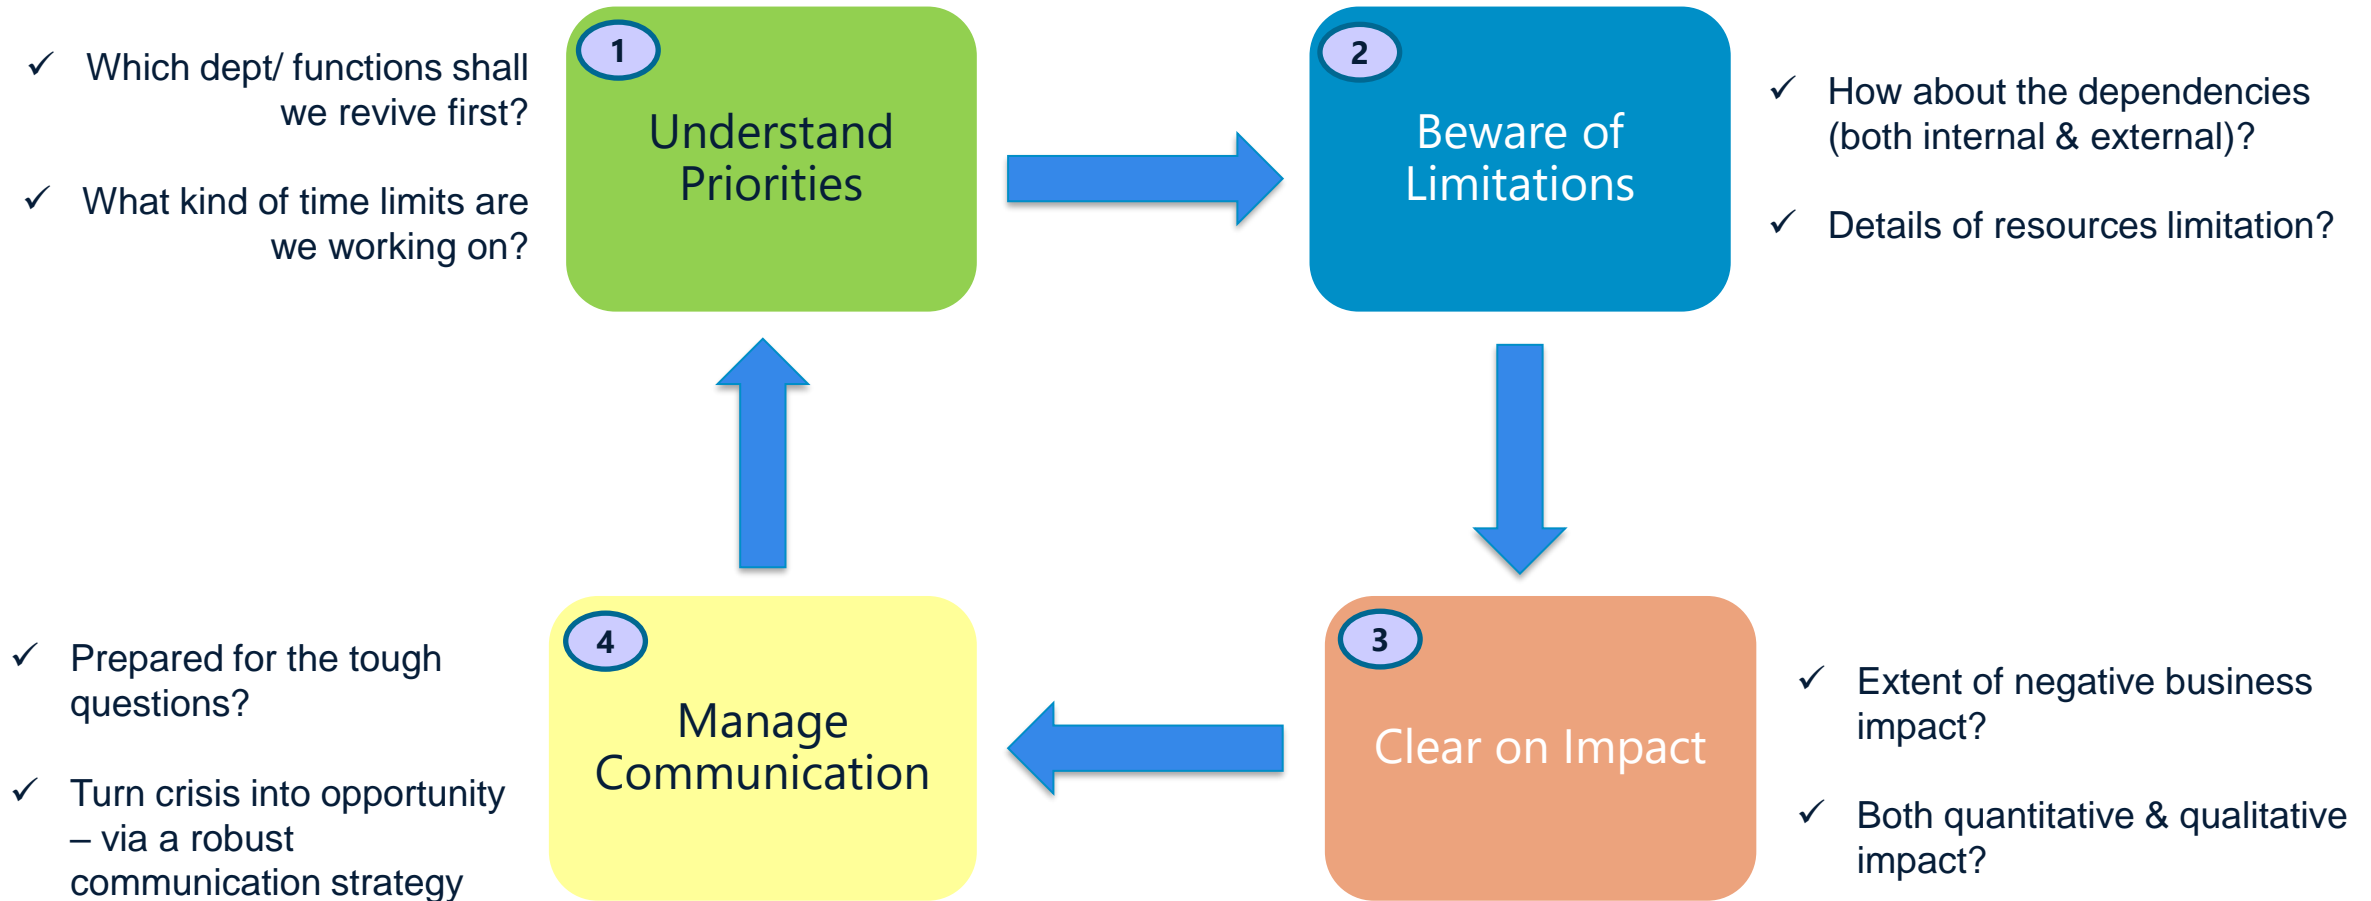 ✓ Which dept/ functions shall
we revive first?
✓ What kind of time limits are
we working on?
1
Understand
Priorities
2
Beware of
Limitations
✓ How about the dependencies
(both internal & external)?
✓ Details of resources limitation?
✓ Prepared for the tough
questions?
✓ Turn crisis into opportunity
– via a robust
communication strategy
4
Manage
Communication
3
Clear on Impact
✓ Extent of negative business
impact?
✓ Both quantitative & qualitative
impact?